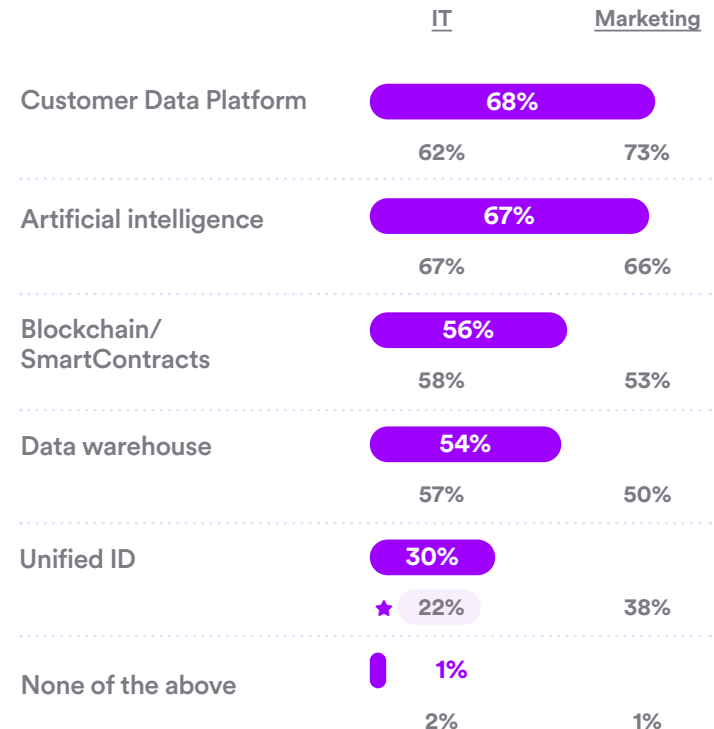 IT Marketing
Customer Data Platform 68%
62% 73%
Artificial intelligence 67%
67% 66%
Blockchain/
SmartContracts
56%
58% 53%
Data warehouse 54%
57% 50%
Unified ID 30%
22% 38%
None of the above 1%
2% 1%